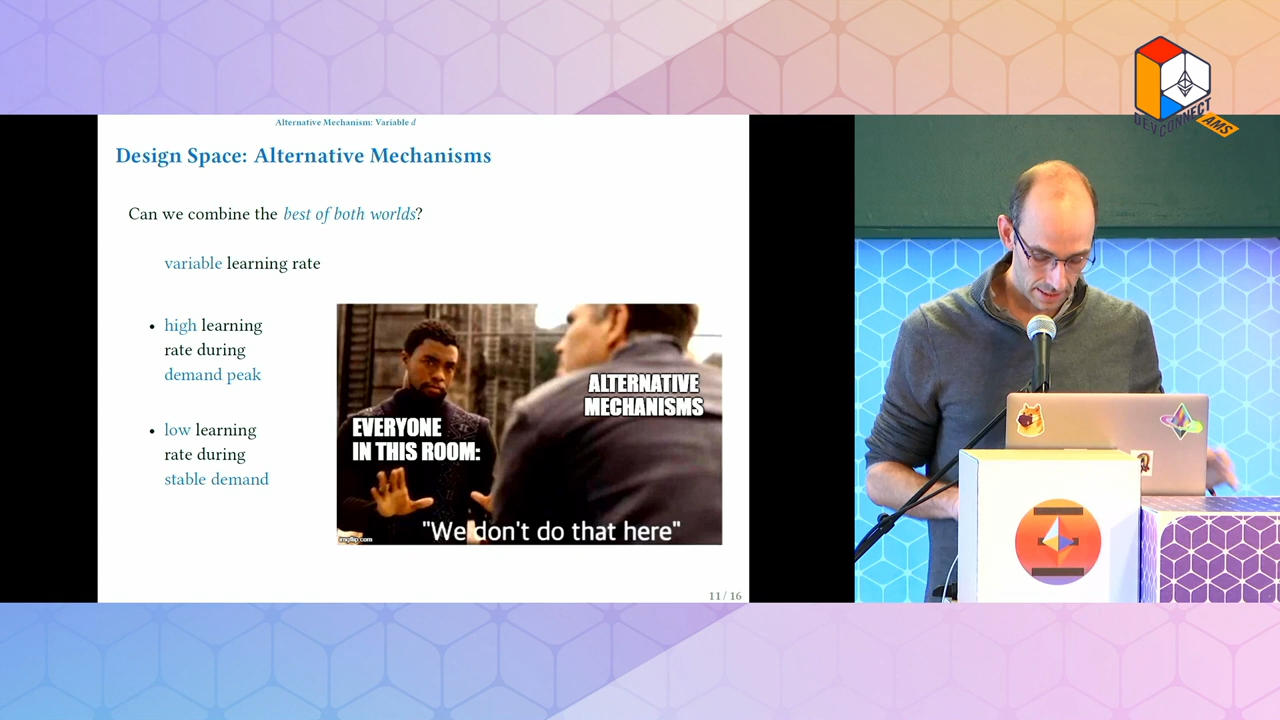 DEVCONNECT
AMS
Alternative Mechanism: Variable d
Design Space: Alternative Mechanisms
Can we combine the best of both worlds?
variable learning rate
• high learning
rate during
demand peak
• low learning
rate during
stable demand
ALTERNATIVE
MECHANISMS
EVERYONE
IN THIS ROOM:
"We don't do that here"
imgflip.com
11 / 16